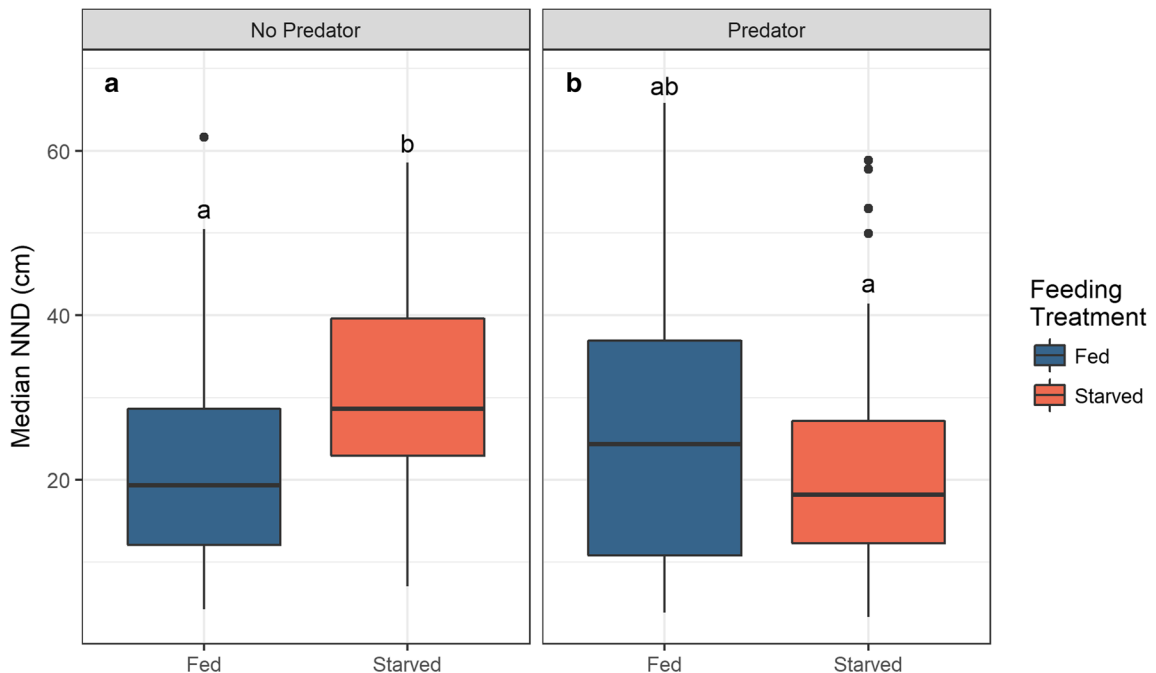 No Predator
Predator
a
b
ab
b
a
a
60
40
20
Median NND (cm)
Fed
Starved
Fed
Starved
Feeding
Treatment
Fed
Starved